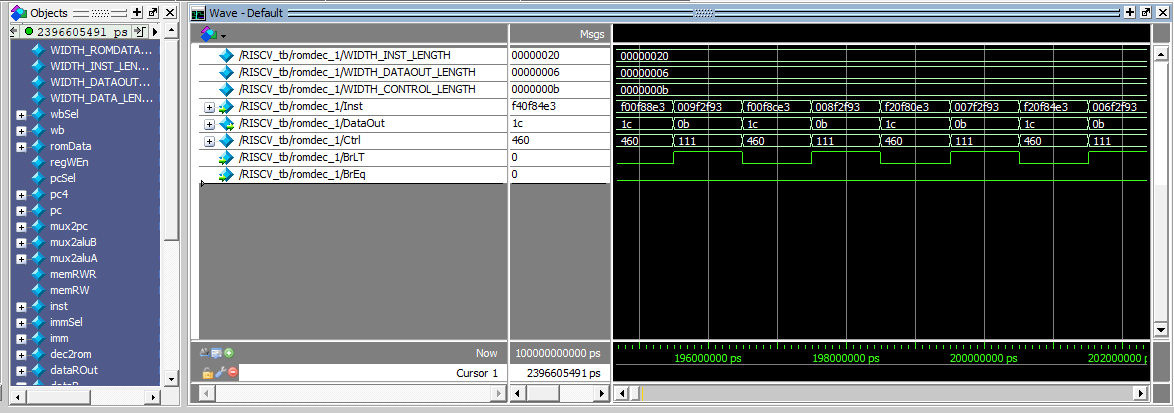 Objects
Wave - Default
2396605491 ps
WIDTH_ROMDATA...
WIDTH_INST_LEN...
WIDTH_DATAOUT...
WIDTH_DATA_LEN...
wbSel
wb
romData
regWEn
pcSel
pc4
pc
mux2pc
mux2aluB
mux2aluA
memRWR
memRW
inst
immSel
imm
dec2rom
dataROut
Msgs
/RISCV_tb/romdec_1/WIDTH_INST_LENGTH 00000020 00000020
/RISCV_tb/romdec_1/WIDTH_DATAOUT_LENGTH 00000006 00000006
/RISCV_tb/romdec_1/WIDTH_CONTROL_LENGTH 0000000b 0000000b
/RISCV_tb/romdec_1/Inst f40f84e3 f00f88e3 009f2f93 f00f8ce3 008f2f93 f20f80e3 007f2f93 f20f84e3 006f2f93
/RISCV_tb/romdec_1/DataOut 1c 1c 0b 1c 0b 1c 0b 1c 0b
/RISCV_tb/romdec_1/Ctrl 460 460 111 460 111 460 111 460 111
/RISCV_tb/romdec_1/BrLT 0
/RISCV_tb/romdec_1/BrEq 0
Now 100000000000 ps 196000000 ps 198000000 ps 200000000 ps 202000000
Cursor 1 2396605491 ps